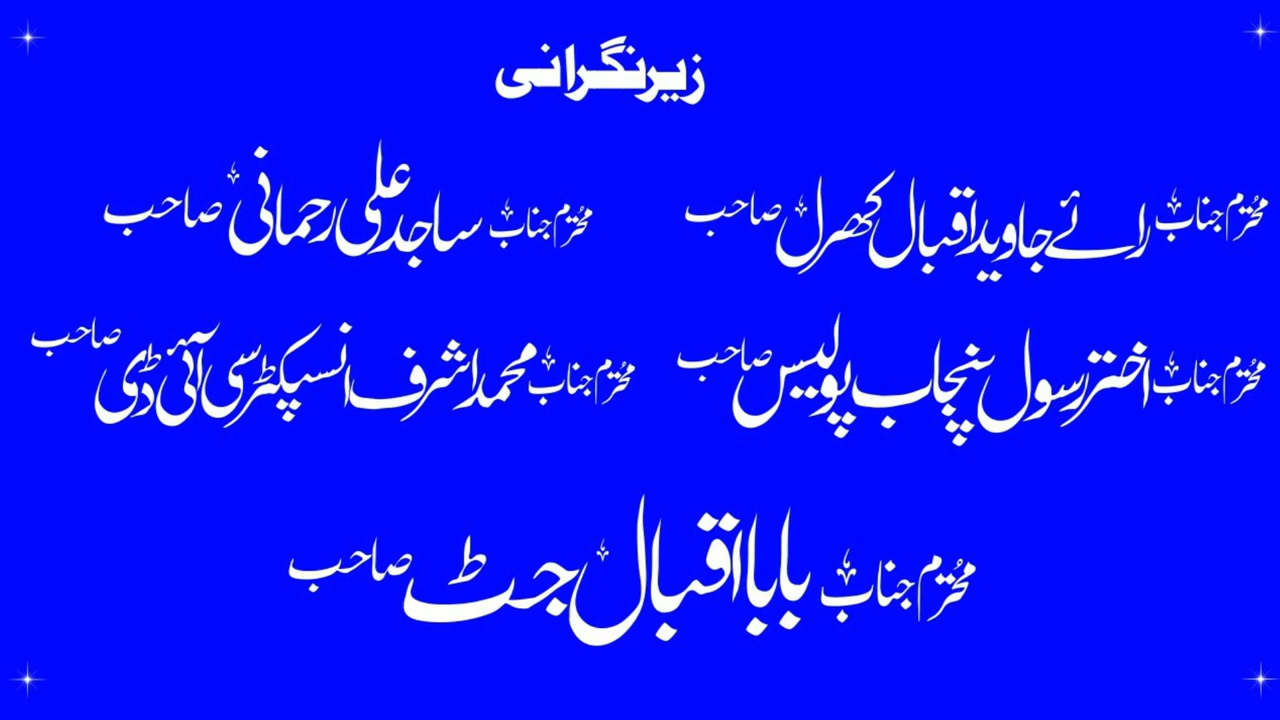 زیرنگرانی
محترم جناب رائے جاوید اقبال کھرل صاحب
محترم جناب ساجد علی رحمانی صاحب
محترم جناب اختر رسول پنجاب پولیس صاحب
محترم جناب محمد اشرف انسپکٹر سی آئی ڈی صاحب
محترم جناب بابا اقبال جٹ صاحب